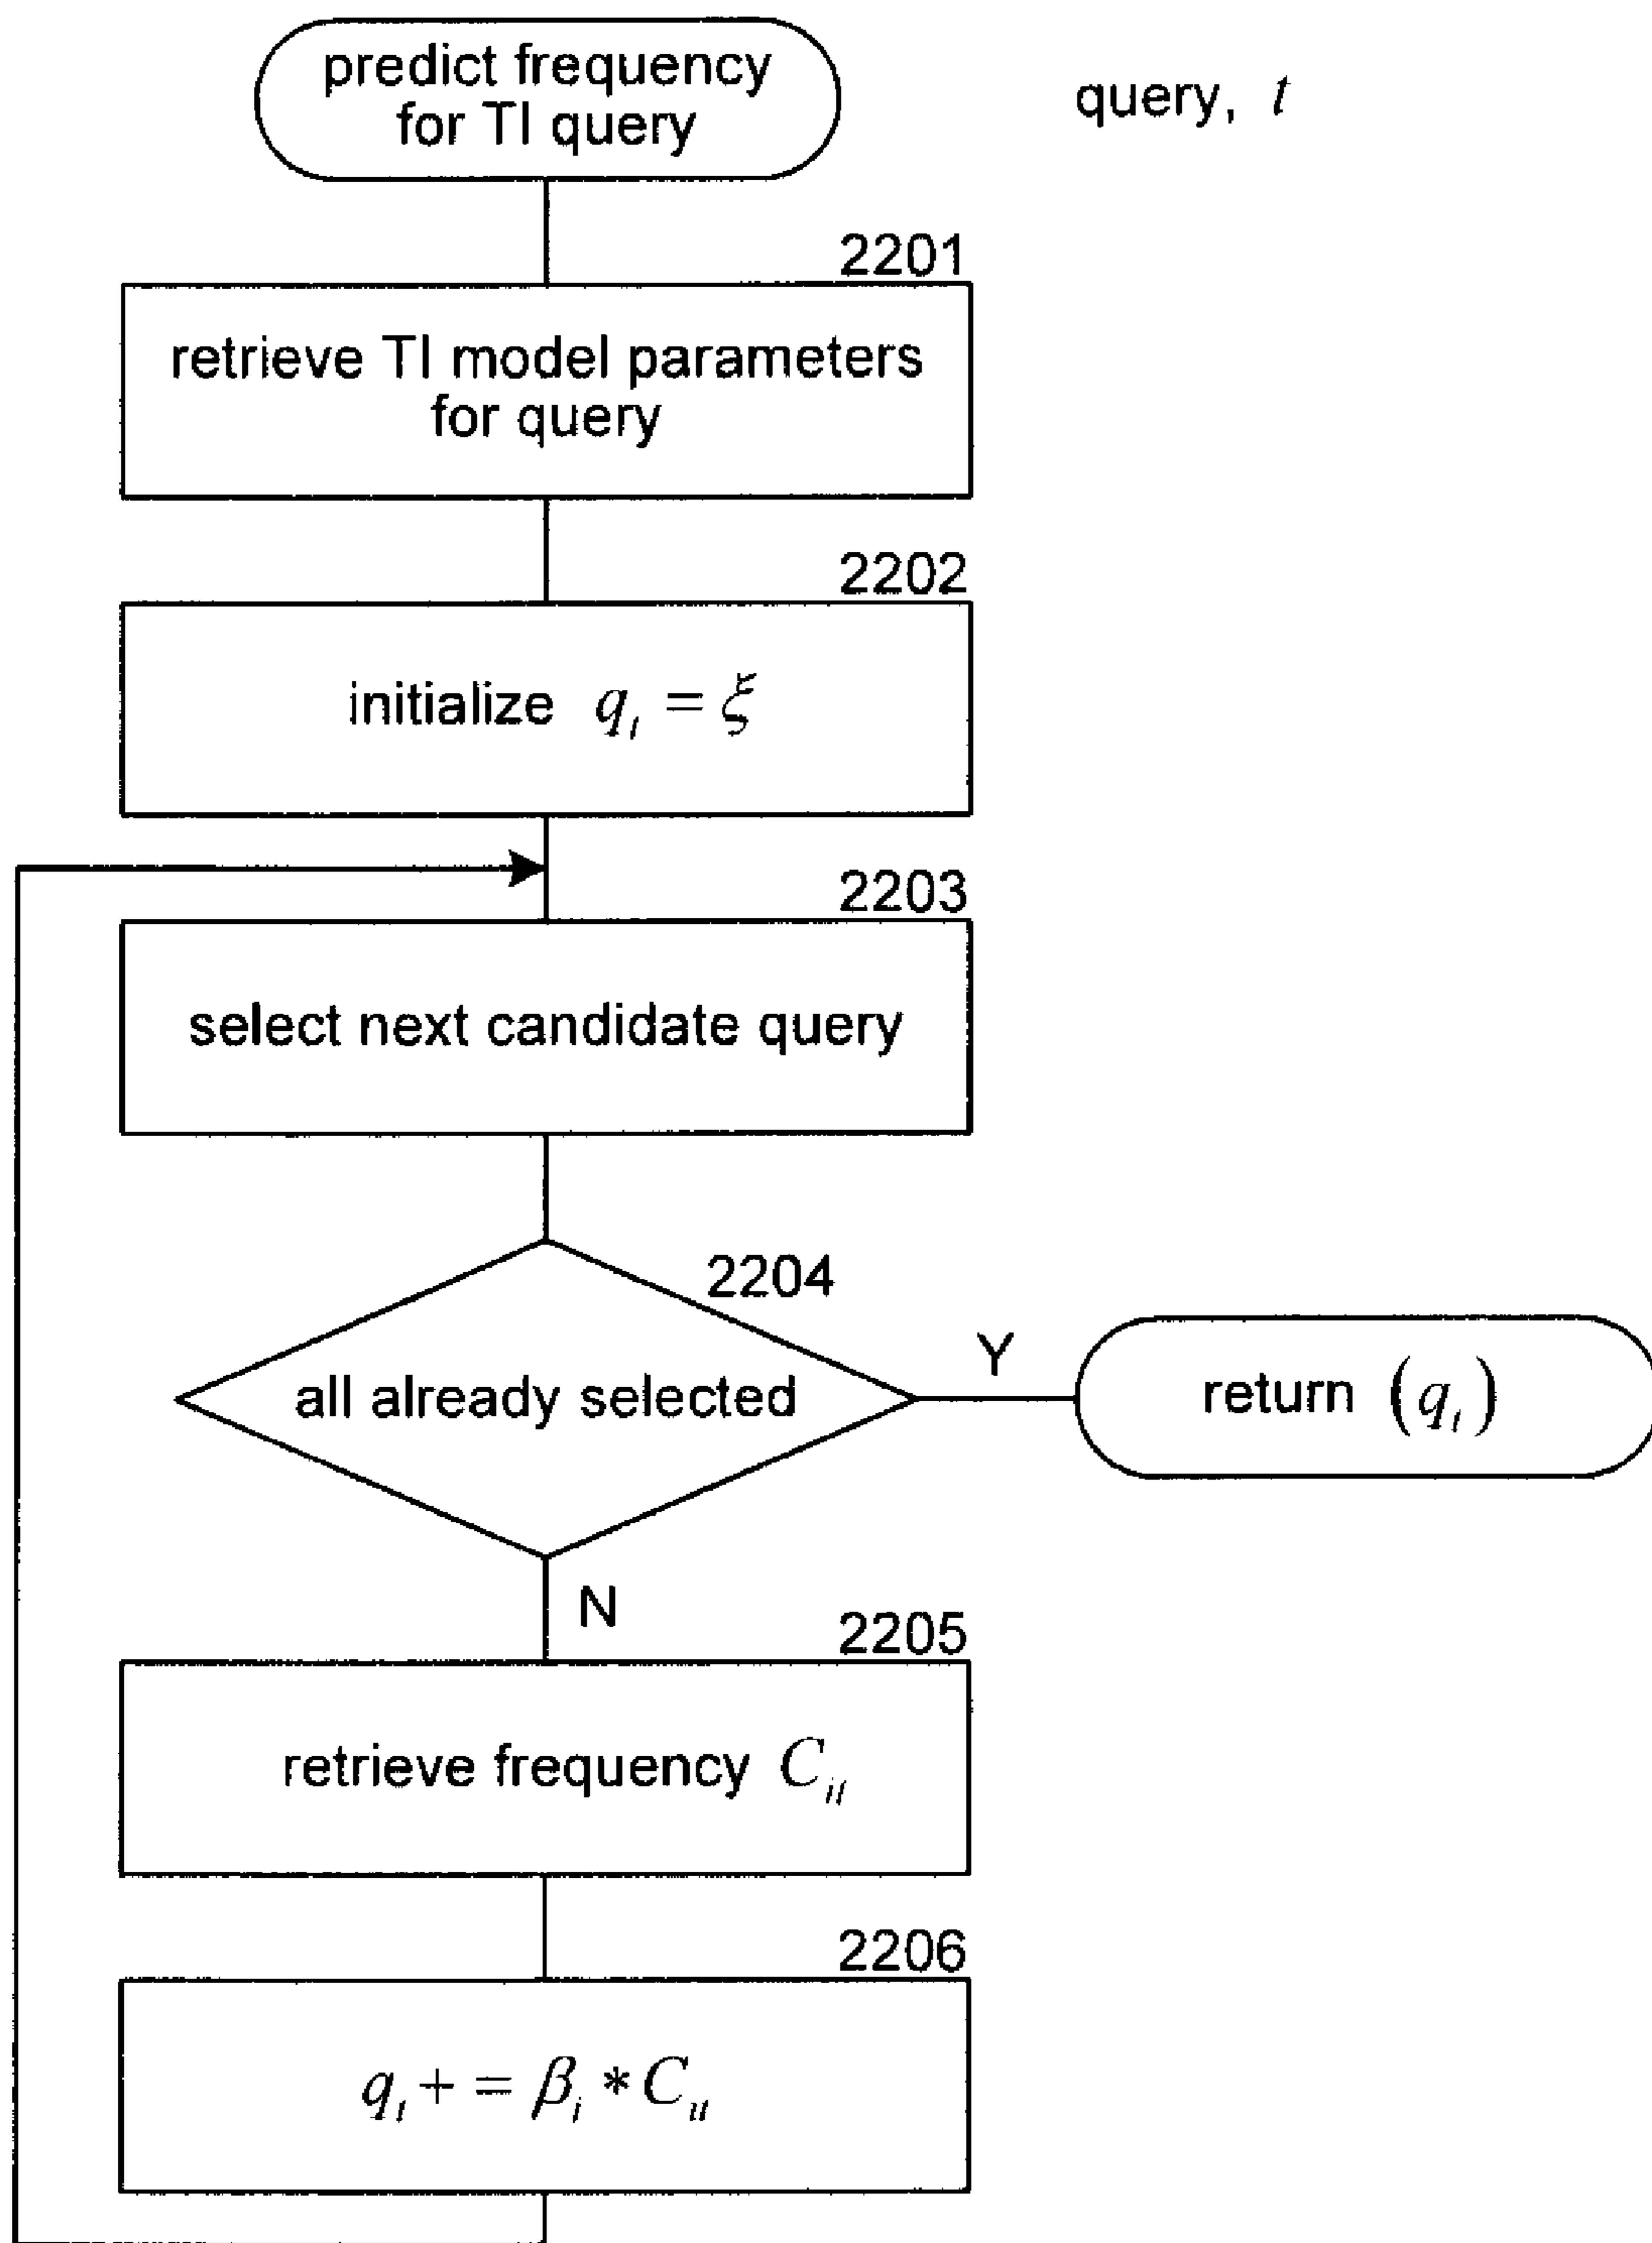 predict frequency
for TI query
query, t
2201
retrieve TI model parameters
for query
2202
initialize q_t = ξ
2203
select next candidate query
2204
all already selected
Y
return (q_t)
N
2205
retrieve frequency C_it
2206
q_t + = β_i * C_it